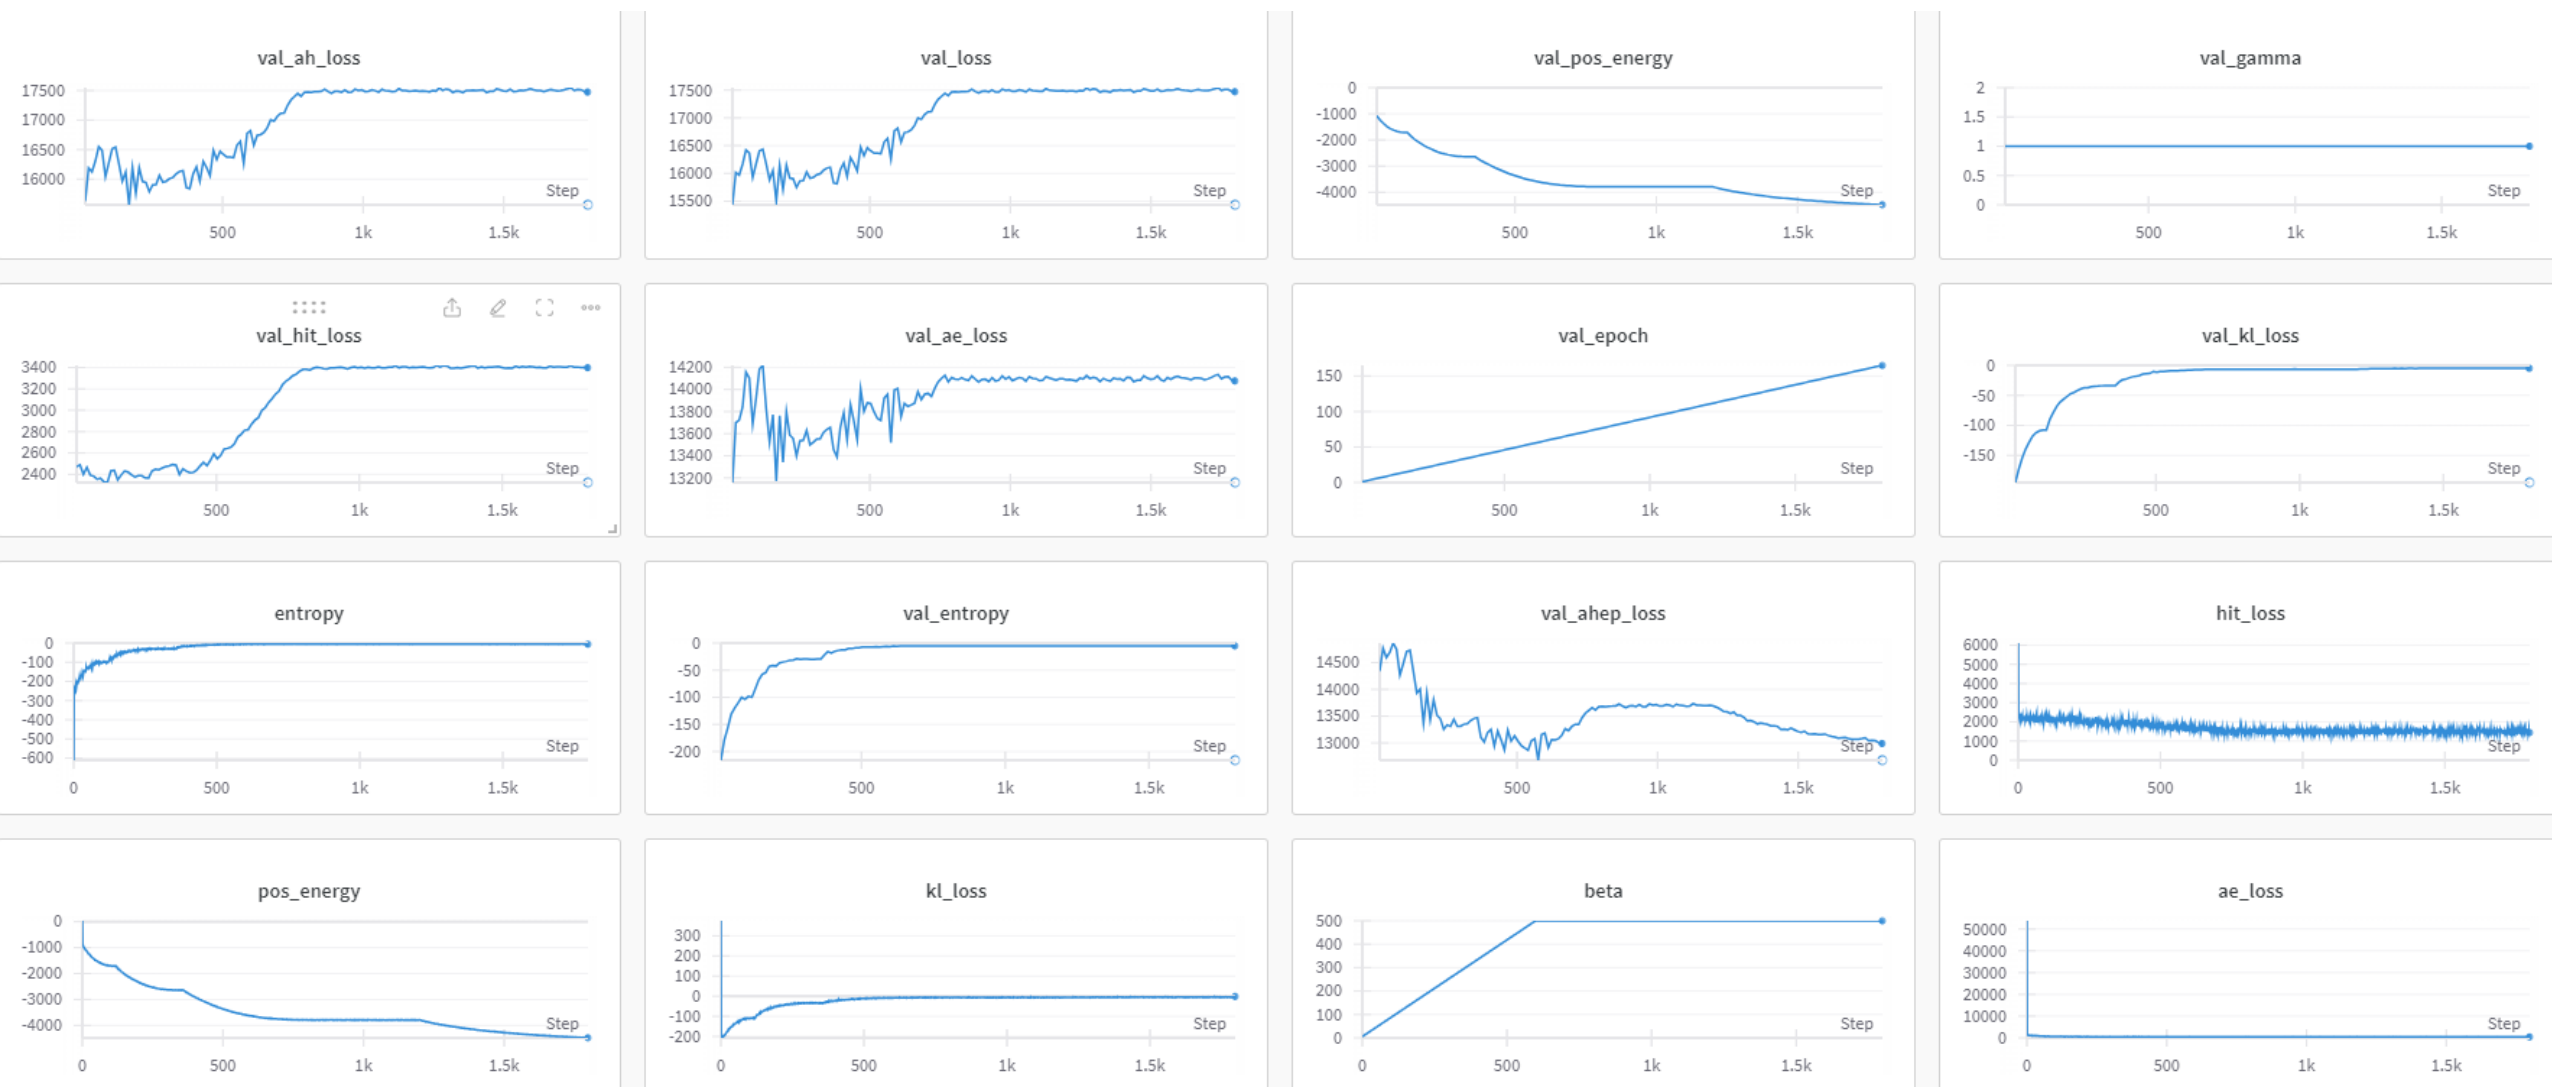 val_ah_loss
17500
17000
16500
16000
Step
500 1k 1.5k
val_loss
17500
17000
16500
16000
15500
Step
500 1k 1.5k
val_pos_energy
0
-1000
-2000
-3000
-4000
Step
500 1k 1.5k
val_gamma
2
1.5
1
0.5
0
Step
500 1k 1.5k
val_hit_loss
3400
3200
3000
2800
2600
2400
Step
500 1k 1.5k
val_ae_loss
14200
14000
13800
13600
13400
13200
Step
500 1k 1.5k
val_epoch
150
100
50
0
Step
500 1k 1.5k
val_kl_loss
0
-50
-100
-150
Step
500 1k 1.5k
entropy
0
-100
-200
-300
-400
-500
-600
Step
0 500 1k 1.5k
val_entropy
0
-50
-100
-150
-200
Step
500 1k 1.5k
val_ahep_loss
14500
14000
13500
13000
Step
500 1k 1.5k
hit_loss
6000
5000
4000
3000
2000
1000
0
Step
0 500 1k 1.5k
pos_energy
0
-1000
-2000
-3000
-4000
Step
0 500 1k 1.5k
kl_loss
300
200
100
0
-100
-200
Step
0 500 1k 1.5k
beta
500
400
300
200
100
0
Step
0 500 1k 1.5k
ae_loss
50000
40000
30000
20000
10000
0
Step
0 500 1k 1.5k